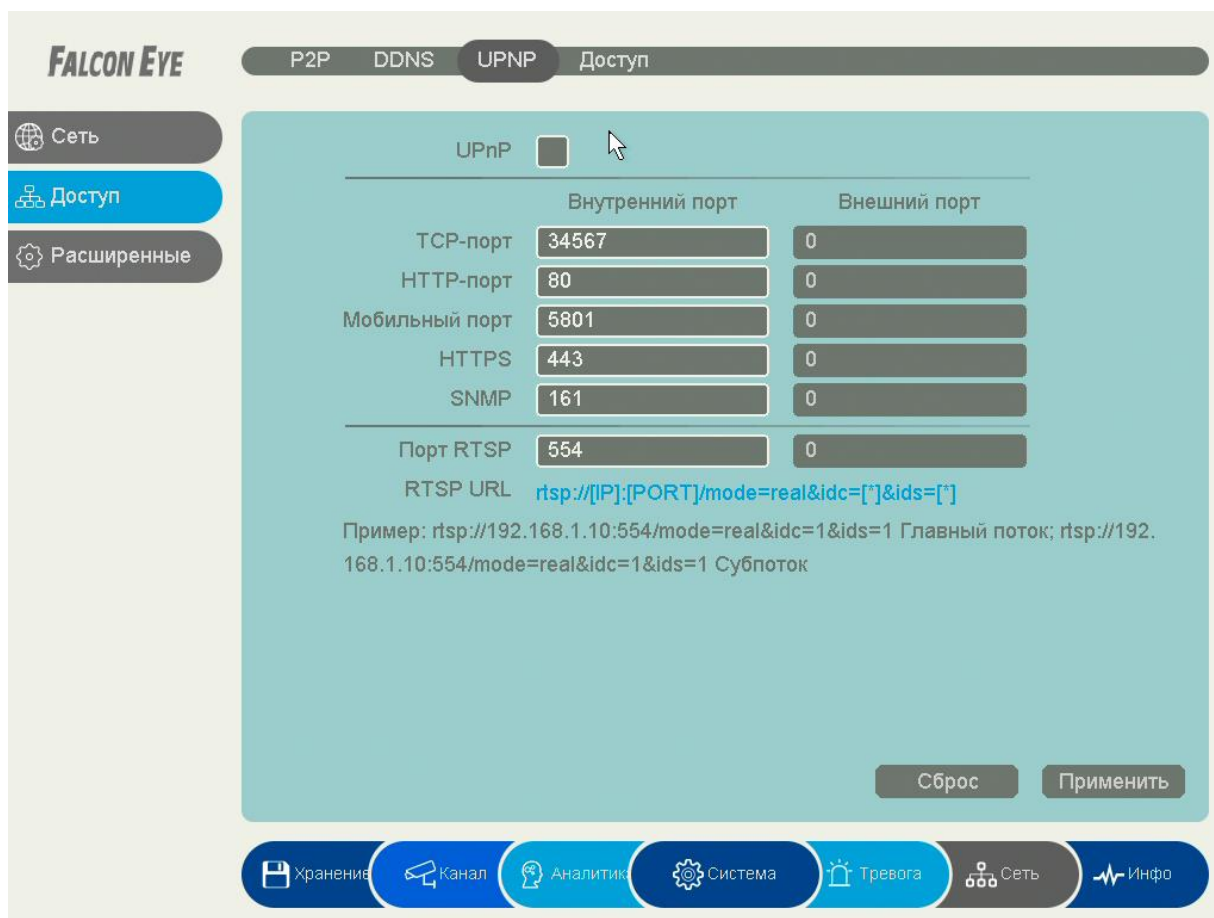 FALCON EYE
P2P DDNS UPNP Доступ
Сеть
Доступ
Расширенные
UPnP
Внутренний порт Внешний порт
TCP-порт 34567 0
HTTP-порт 80 0
Мобильный порт 5801 0
HTTPS 443 0
SNMP 161 0
Порт RTSP 554 0
RTSP URL rtsp://[IP]:[PORT]/mode=real&idc=[*]&ids=[*]
Пример: rtsp://192.168.1.10:554/mode=real&idc=1&ids=1 Главный поток; rtsp://192.
168.1.10:554/mode=real&idc=1&ids=1 Субпоток
Сброс Применить
Хранение Канал Аналитик Система Тревога Сеть Инфо